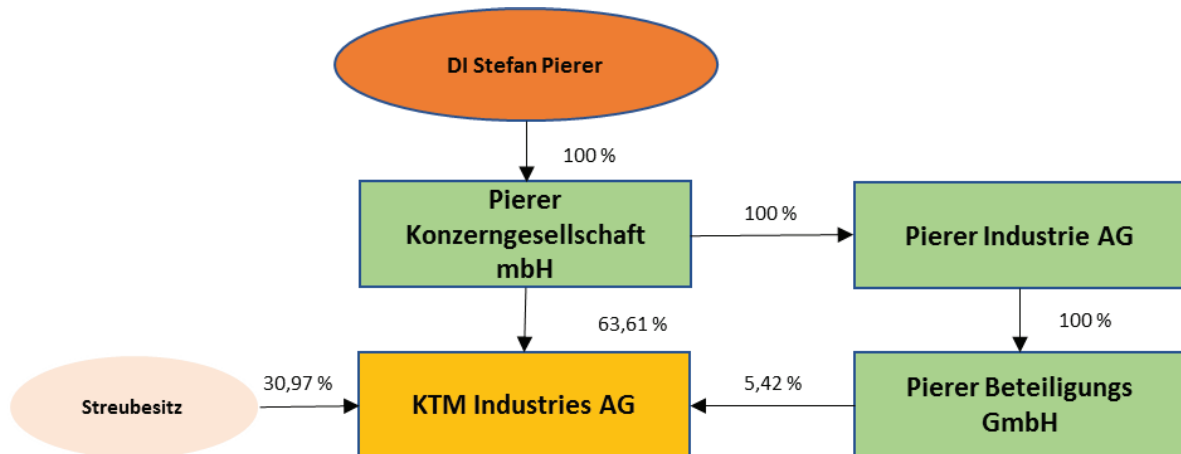 DI Stefan Pierer
100 %
Pierer
Konzerngesellschaft
mbH
100 %
Pierer Industrie AG
63,61 %
100 %
Streubesitz
30,97 %
KTM Industries AG
5,42 %
Pierer Beteiligungs
GmbH